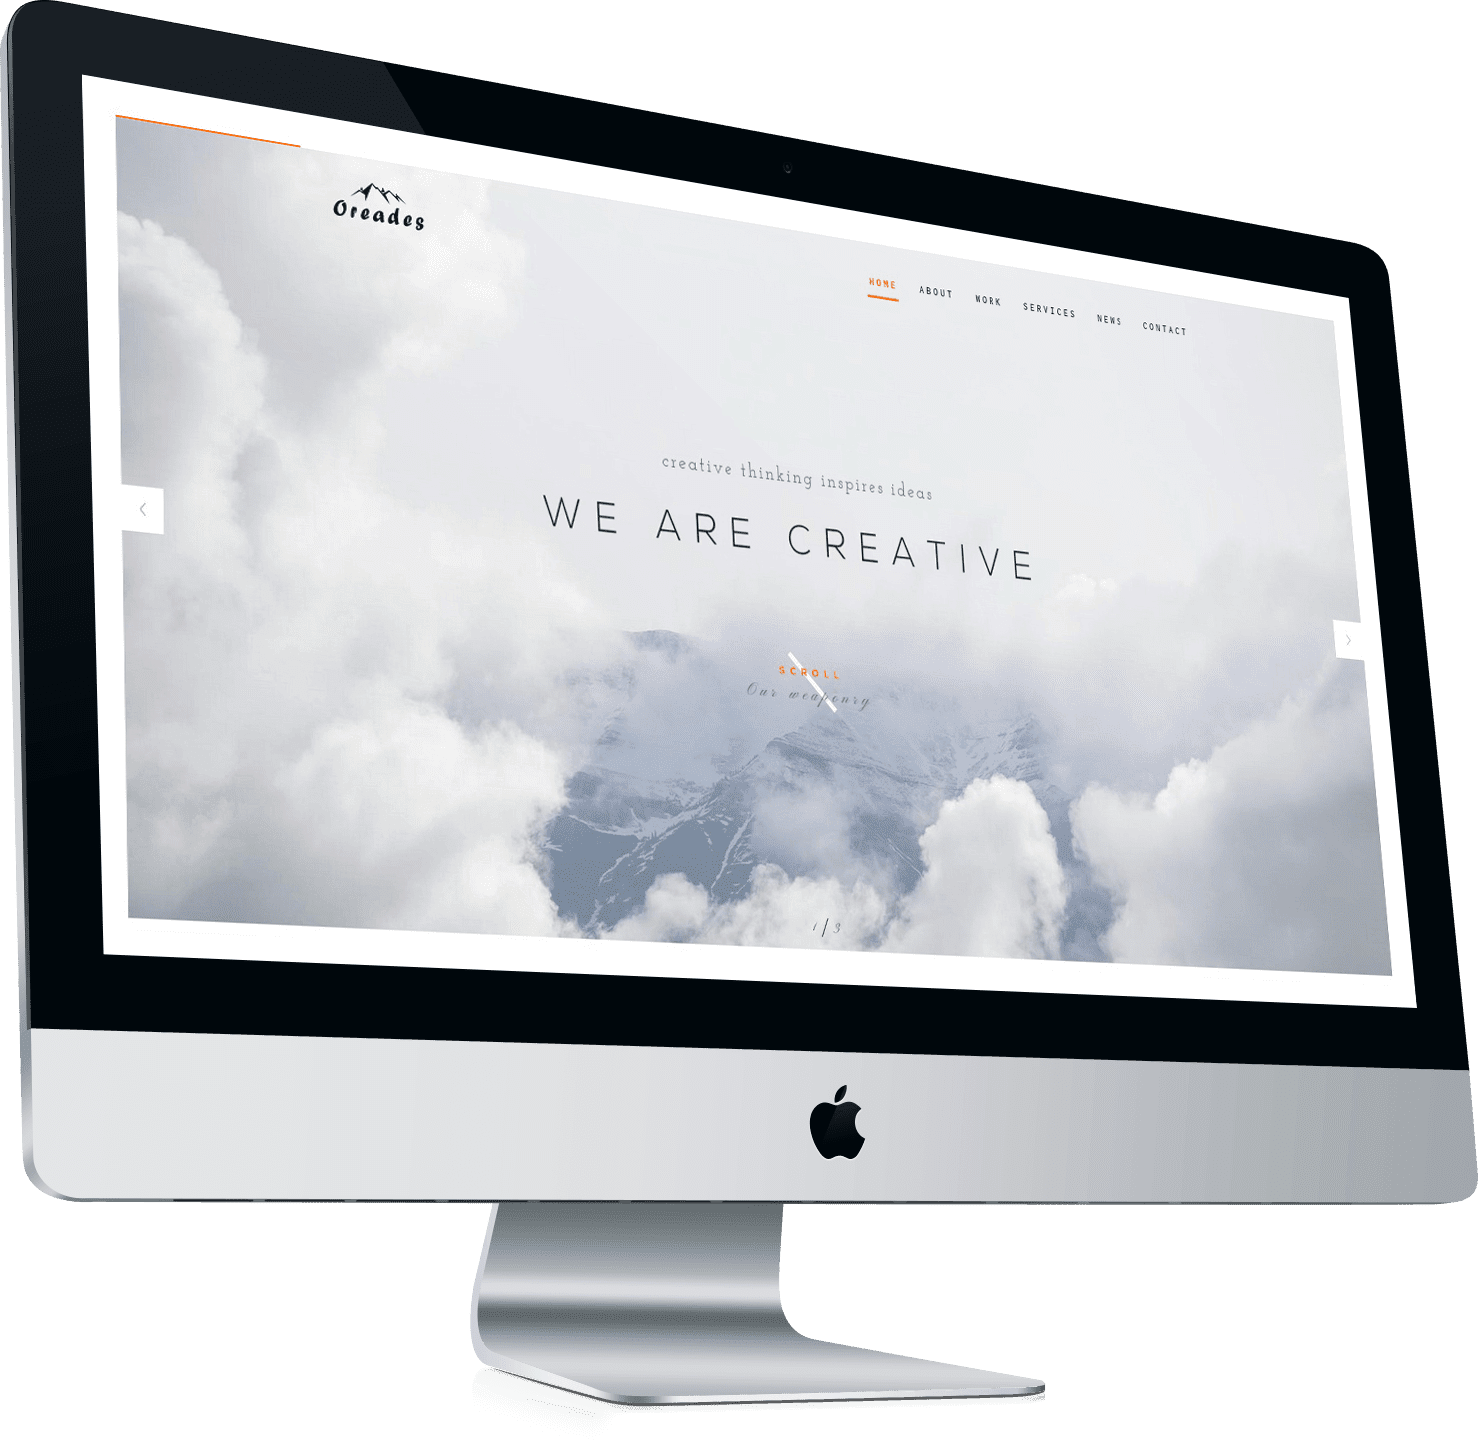 Oreades
HOME ABOUT WORK SERVICES NEWS CONTACT
creative thinking inspires ideas
WE ARE CREATIVE
SCROLL
Our weaponry
1/3